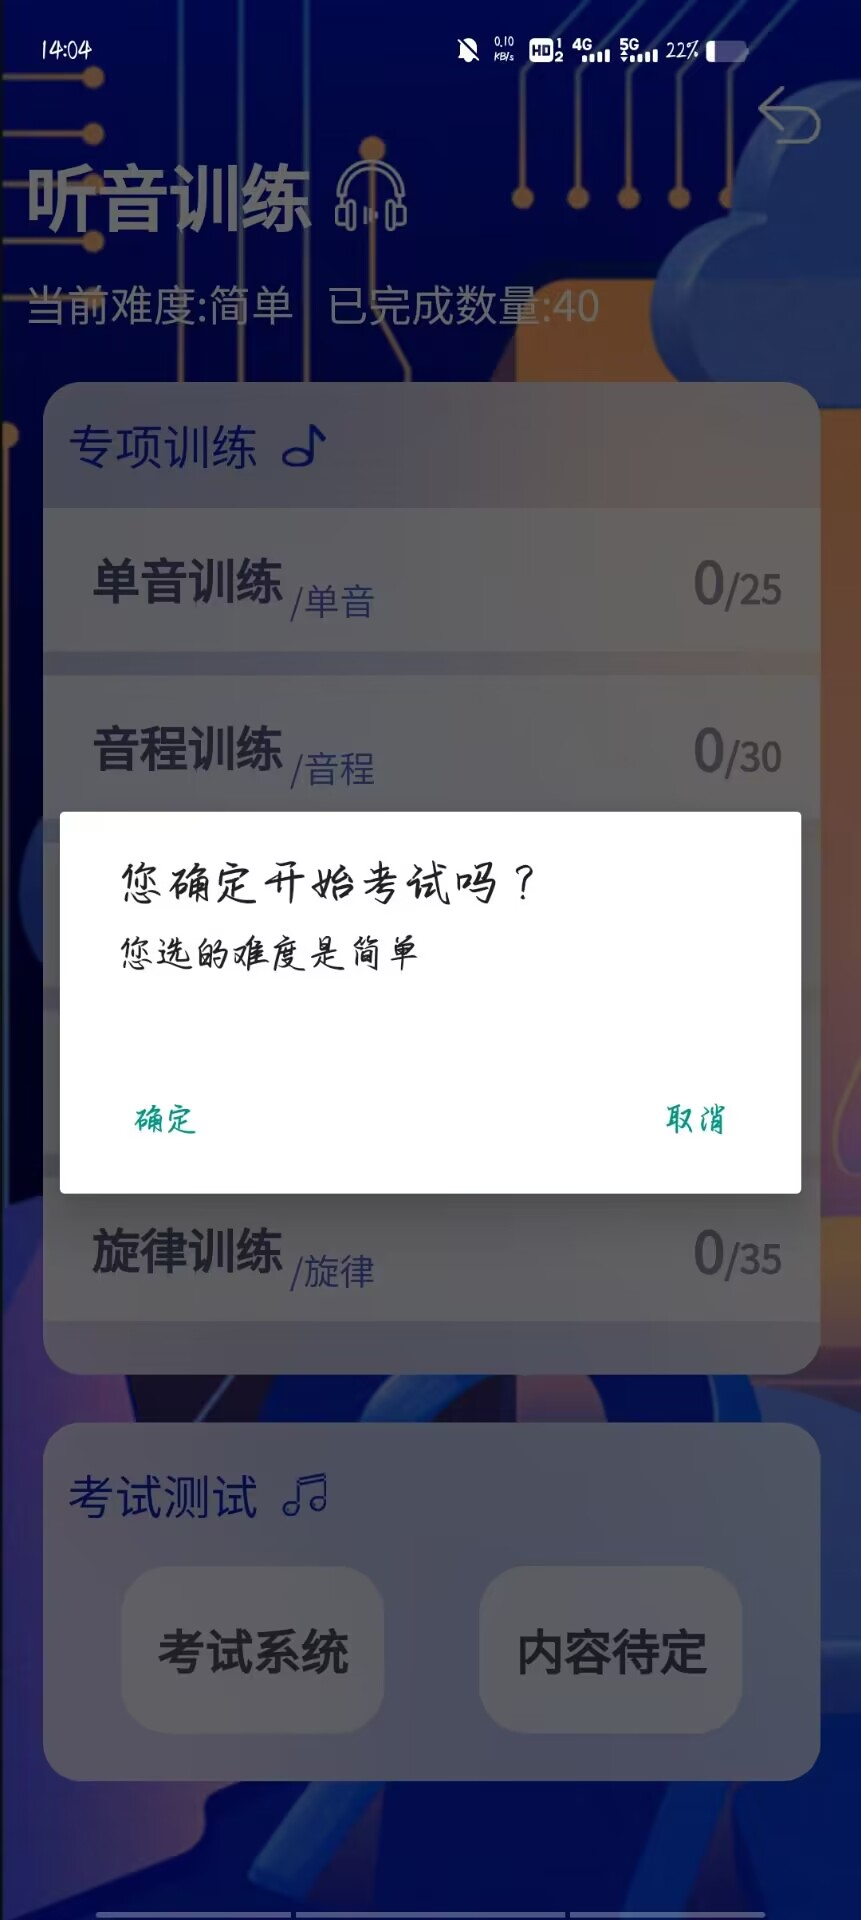 14:04 0.10 KB/s HD 1 2 4G 5G 22%
听音训练
当前难度:简单 已完成数量:40
专项训练
单音训练 /单音 0/25
音程训练 /音程 0/30
您确定开始考试吗？
您选的难度是简单
确定 取消
旋律训练 /旋律 0/35
考试测试
考试系统 内容待定